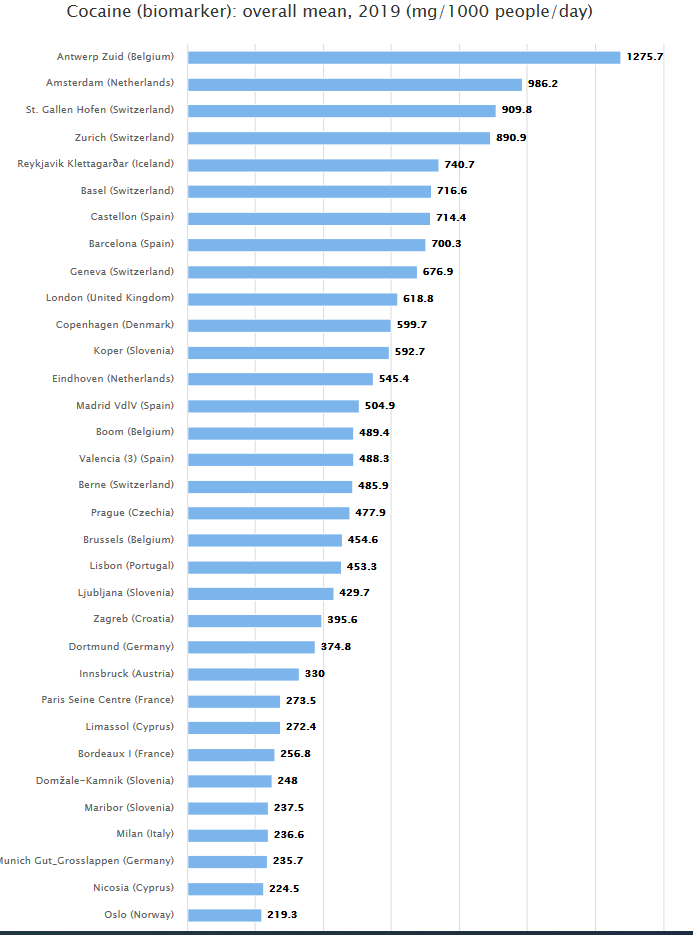 Cocaine (biomarker): overall mean, 2019 (mg/1000 people/day)
Antwerp Zuid (Belgium) 1275.7
Amsterdam (Netherlands) 986.2
St. Gallen Hofen (Switzerland) 909.8
Zurich (Switzerland) 890.9
Reykjavik Klettagarðar (Iceland) 740.7
Basel (Switzerland) 716.6
Castellon (Spain) 714.4
Barcelona (Spain) 700.3
Geneva (Switzerland) 676.9
London (United Kingdom) 618.8
Copenhagen (Denmark) 599.7
Koper (Slovenia) 592.7
Eindhoven (Netherlands) 545.4
Madrid VdlV (Spain) 504.9
Boom (Belgium) 489.4
Valencia (3) (Spain) 488.3
Berne (Switzerland) 485.9
Prague (Czechia) 477.9
Brussels (Belgium) 454.6
Lisbon (Portugal) 453.3
Ljubljana (Slovenia) 429.7
Zagreb (Croatia) 395.6
Dortmund (Germany) 374.8
Innsbruck (Austria) 330
Paris Seine Centre (France) 273.5
Limassol (Cyprus) 272.4
Bordeaux I (France) 256.8
Domžale-Kamnik (Slovenia) 248
Maribor (Slovenia) 237.5
Milan (Italy) 236.6
Munich Gut_Grosslappen (Germany) 235.7
Nicosia (Cyprus) 224.5
Oslo (Norway) 219.3